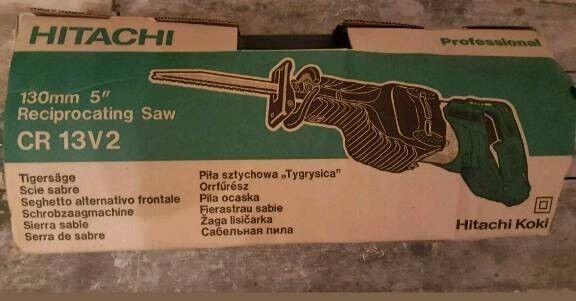 HITACHI
Professional
130mm 5"
Reciprocating Saw
CR 13V2
Tigersäge
Scie sabre
Seghetto alternativo frontale
Schrobzaagmachine
Sierra sable
Serra de sabre
Piła sztychowa „Tygrysica"
Orrfűrész
Pila ocaska
Fierastrau sabie
Žaga lisičarka
Сабельная пила
Hitachi Koki